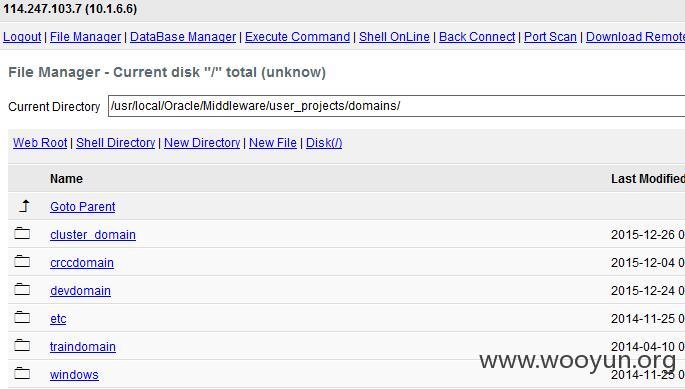 114.247.103.7 (10.1.6.6)
Logout | File Manager | DataBase Manager | Execute Command | Shell OnLine | Back Connect | Port Scan | Download Remote
File Manager - Current disk "/" total (unknow)
Current Directory /usr/local/Oracle/Middleware/user_projects/domains/
Web Root | Shell Directory | New Directory | New File | Disk(/)
Name Last Modified
Goto Parent
cluster_domain 2015-12-26 0
crccdomain 2015-12-04 0
devdomain 2015-12-24 0
etc 2014-11-25 0
traindomain 2014-04-10 0
windows 2014-11-25 0
www.wooyun.org